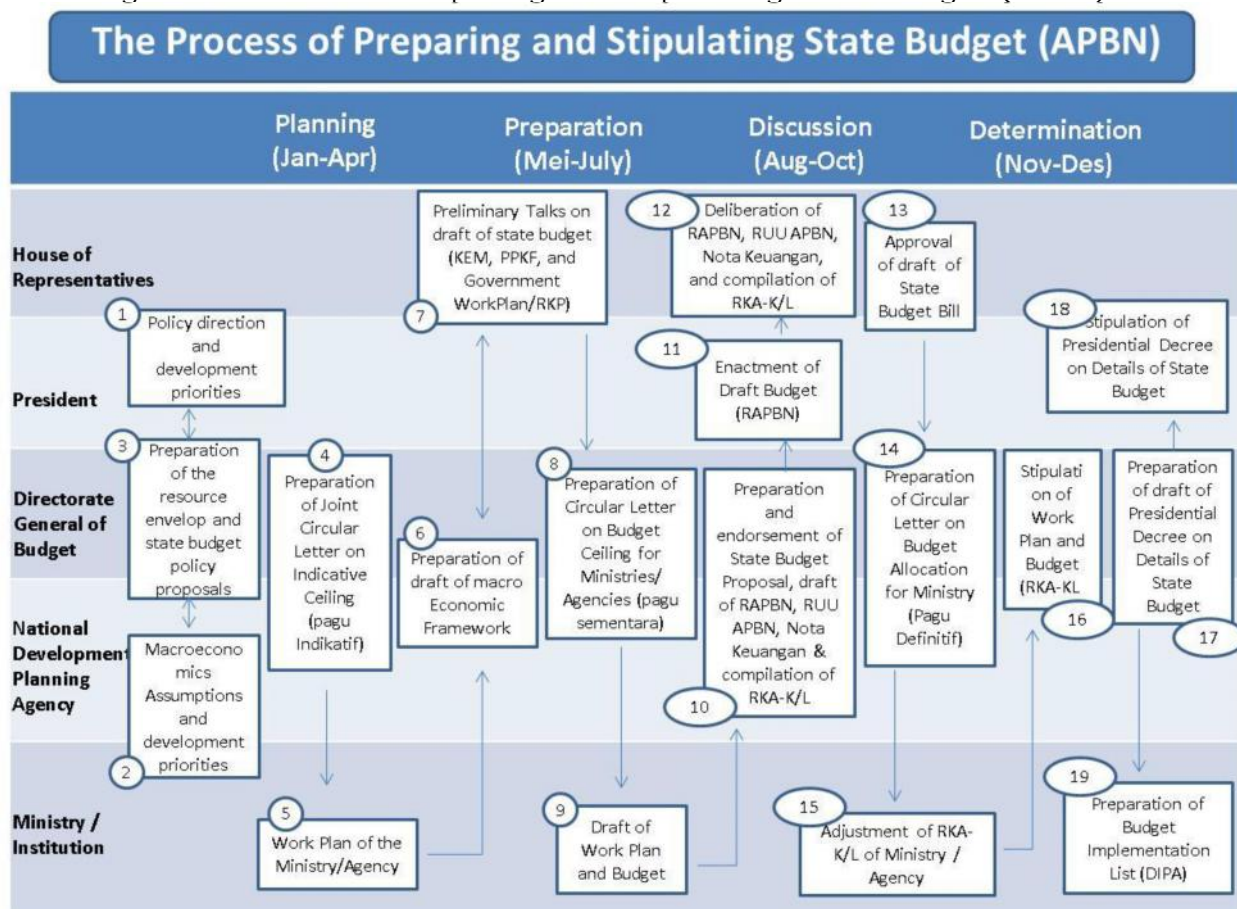 The Process of Preparing and Stipulating State Budget (APBN)
Planning
(Jan-Apr)
Preparation
(Mei-July)
Discussion
(Aug-Oct)
Determination
(Nov-Des)
House of
Representatives
President
Directorate
General of
Budget
National
Development
Planning
Agency
Ministry /
Institution
1
Policy direction
and
development
priorities
2
Macroecono
mics
Assumptions
and
development
priorities
3
Preparation
of the
resource
envelop and
state budget
policy
proposals
4
Preparation
of Joint
Circular
Letter on
Indicative
Ceiling
(pagu
Indikatif)
5
Work Plan of the
Ministry/Agency
6
Preparation of
draft of macro
Economic
Framework
7
Preliminary Talks on
draft of state budget
(KEM, PPKF, and
Government
WorkPlan/RKP)
8
Preparation of
Circular Letter
on Budget
Ceiling for
Ministries/
Agencies (pagu
sementara)
9
Draft of
Work Plan
and Budget
10
Preparation
and
endorsement of
State Budget
Proposal, draft
of RAPBN, RUU
APBN, Nota
Keuangan &
compilation of
RKA-K/L
11
Enactment of
Draft Budget
(RAPBN)
12
Deliberation of
RAPBN, RUU APBN,
Nota Keuangan,
and compilation of
RKA-K/L
13
Approval
of draft of
State
Budget Bill
14
Preparation
of Circular
Letter on
Budget
Allocation
for Ministry
(Pagu
Definitif)
15
Adjustment of RKA-
K/L of Ministry /
Agency
16
Stipulati
on of
Work
Plan and
Budget
(RKA-KL
17
Preparation
of draft of
Presidential
Decree on
Details of
State
Budget
18
Stipulation of
Presidential Decree
on Details of State
Budget
19
Preparation of
Budget
Implementation
List (DIPA)